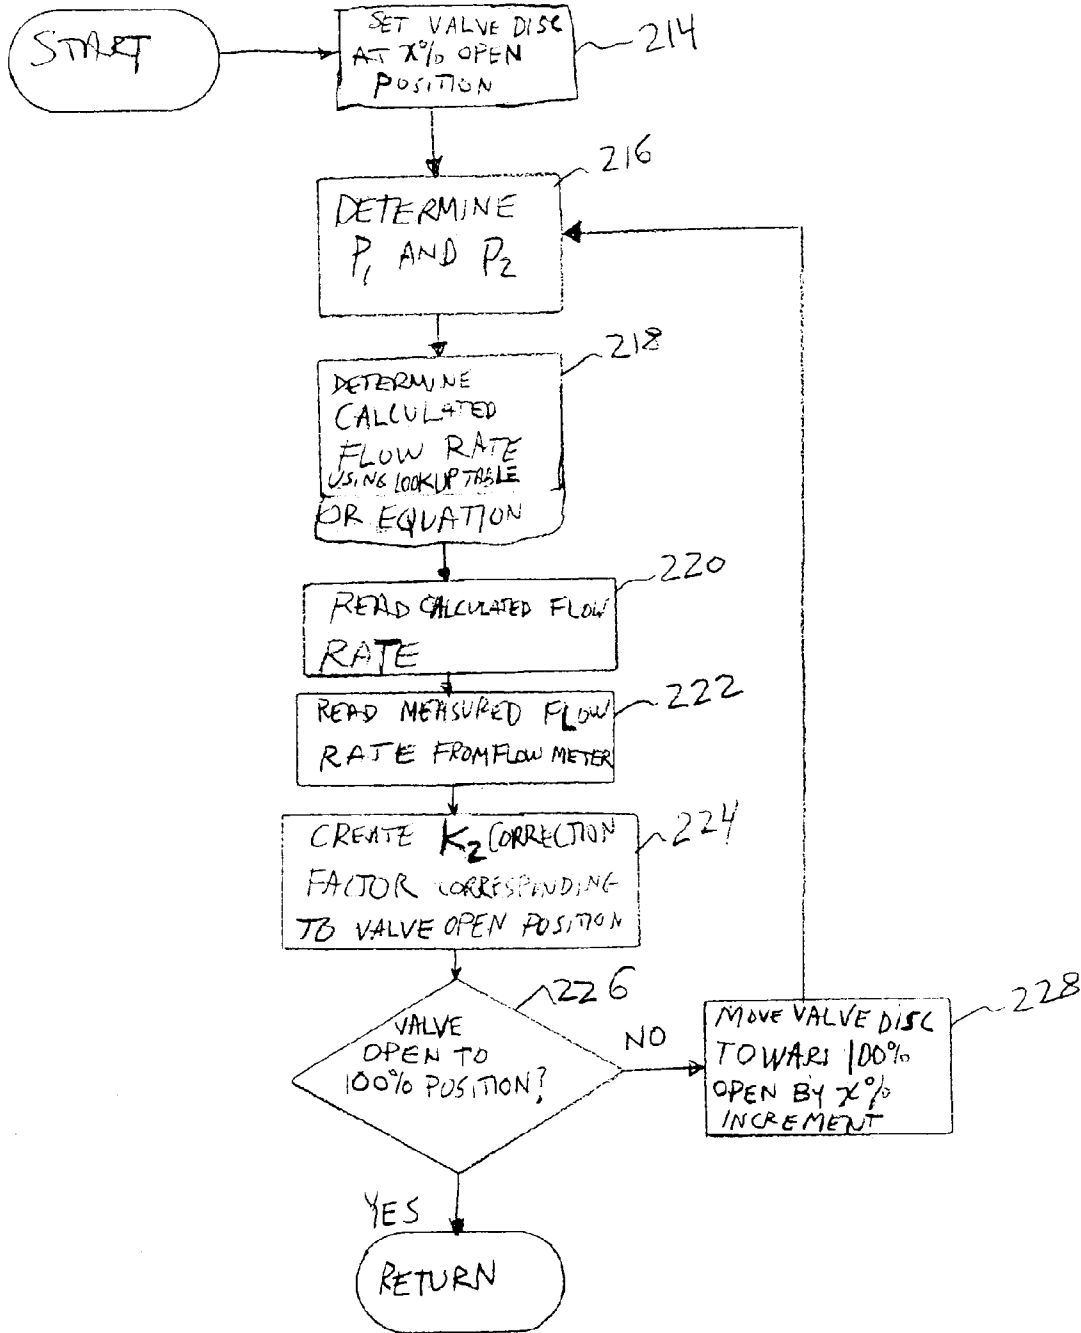 START
SET VALVE DISC
AT X% OPEN
POSITION
214
216
DETERMINE
P1 AND P2
218
DETERMINE
CALCULATED
FLOW RATE
USING LOOKUP TABLE
OR EQUATION
220
READ CALCULATED FLOW
RATE
222
READ MEASURED FLOW
RATE FROM FLOW METER
224
CREATE K2 CORRECTION
FACTOR CORRESPONDING
TO VALVE OPEN POSITION
226
VALVE
OPEN TO
100% POSITION?
NO
228
MOVE VALVE DISC
TOWARS 100%
OPEN BY X%
INCREMENT
YES
RETURN